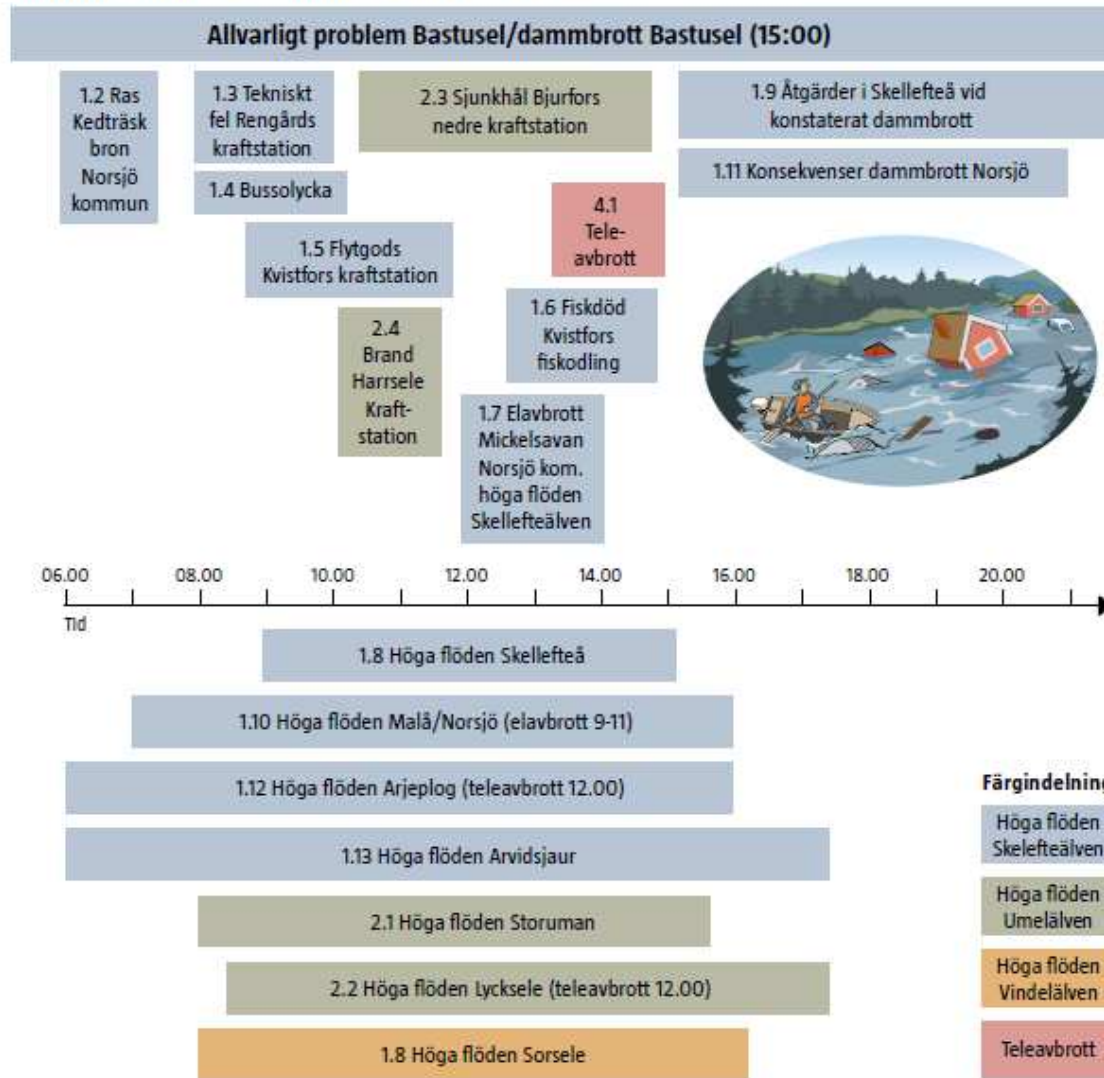 Allvarligt problem Bastusel/dammbrott Bastusel (15:00)
1.2 Ras
Kedträsk
bron
Norsjö
kommun
1.3 Tekniskt
fel Rengårds
kraftstation
2.3 Sjunkhål Bjurfors
nedre kraftstation
1.9 Åtgärder i Skellefteå vid
konstaterat dammbrott
1.4 Bussolycka
1.11 Konsekvenser dammbrott Norsjö
4.1
Tele-
avbrott
1.5 Flytgods
Kvistfors kraftstation
1.6 Fiskdöd
Kvistfors
fiskodling
2.4
Brand
Harrsele
Kraft-
station
1.7 Elavbrott
Mickelsavan
Norsjö kom.
höga flöden
Skellefteälven
06.00 08.00 10.00 12.00 14.00 16.00 18.00 20.00
Tid
1.8 Höga flöden Skellefteå
1.10 Höga flöden Malå/Norsjö (elavbrott 9-11)
1.12 Höga flöden Arjeplog (teleavbrott 12.00)
1.13 Höga flöden Arvidsjaur
2.1 Höga flöden Storuman
2.2 Höga flöden Lycksele (teleavbrott 12.00)
1.8 Höga flöden Sorsele
Färgindelning
Höga flöden
Skelefteälven
Höga flöden
Umelälven
Höga flöden
Vindelälven
Teleavbrott